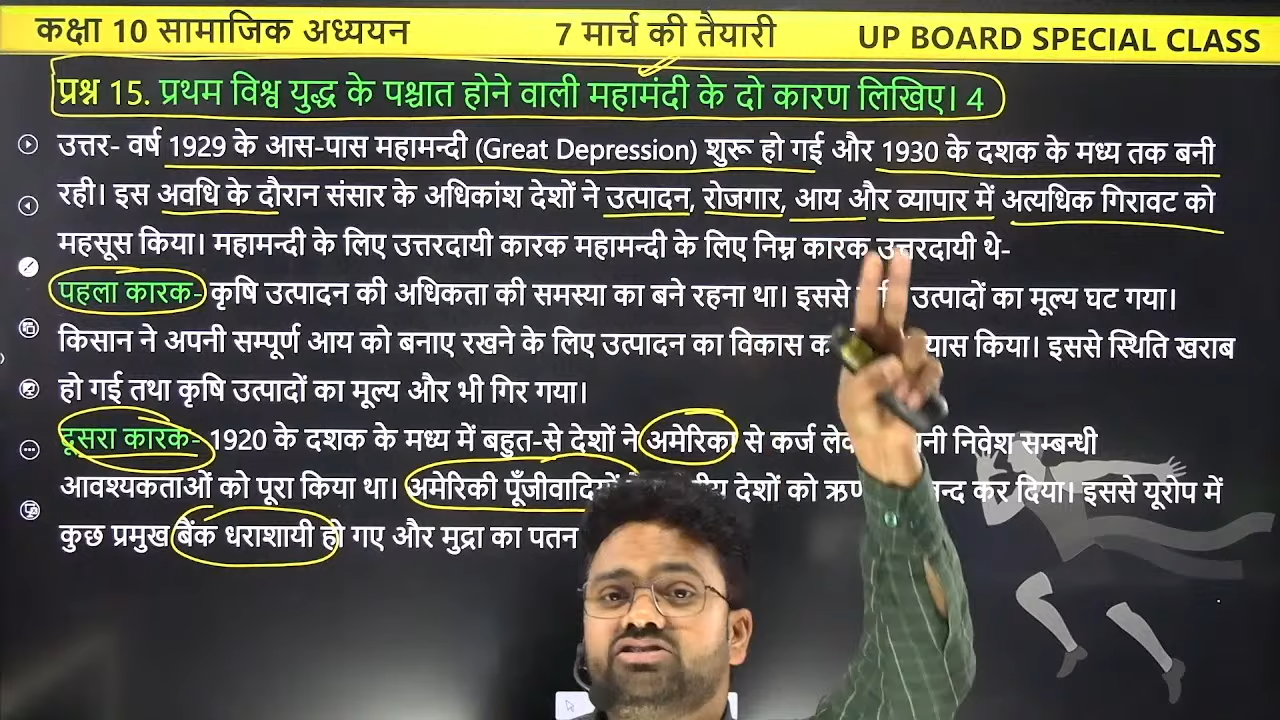 कक्षा 10 सामाजिक अध्ययन 7 मार्च की तैयारी UP BOARD SPECIAL CLASS
प्रश्न 15. प्रथम विश्व युद्ध के पश्चात होने वाली महामंदी के दो कारण लिखिए। 4
उत्तर- वर्ष 1929 के आस-पास महामन्दी (Great Depression) शुरू हो गई और 1930 के दशक के मध्य तक बनी
रही। इस अवधि के दौरान संसार के अधिकांश देशों ने उत्पादन, रोजगार, आय और व्यापार में अत्यधिक गिरावट को
महसूस किया। महामन्दी के लिए उत्तरदायी कारक महामन्दी के लिए निम्न कारक उत्तरदायी थे-
पहला कारक- कृषि उत्पादन की अधिकता की समस्या का बने रहना था। इससे उत्पादों का मूल्य घट गया।
किसान ने अपनी सम्पूर्ण आय को बनाए रखने के लिए उत्पादन का विकास किया। इससे स्थिति खराब
हो गई तथा कृषि उत्पादों का मूल्य और भी गिर गया।
दूसरा कारक- 1920 के दशक के मध्य में बहुत-से देशों ने अमेरिका से कर्ज निवेश सम्बन्धी
आवश्यकताओं को पूरा किया था। अमेरिकी पूँजीवादियों देशों को कर दिया। इससे यूरोप में
कुछ प्रमुख बैंक धराशायी हो गए और मुद्रा का पतन